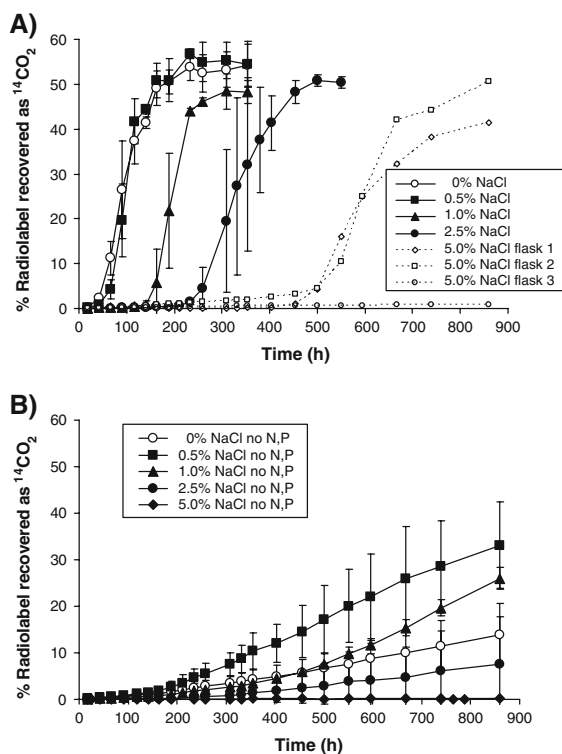 A)
% Radiolabel recovered as ¹⁴CO₂
60
50
40
30
20
10
0
0% NaCl
0.5% NaCl
1.0% NaCl
2.5% NaCl
5.0% NaCl flask 1
5.0% NaCl flask 2
5.0% NaCl flask 3
0 100 200 300 400 500 600 700 800 900
Time (h)
B)
% Radiolabel recovered as ¹⁴CO₂
60
50
40
30
20
10
0
0% NaCl no N,P
0.5% NaCl no N,P
1.0% NaCl no N,P
2.5% NaCl no N,P
5.0% NaCl no N,P
0 100 200 300 400 500 600 700 800 900
Time (h)